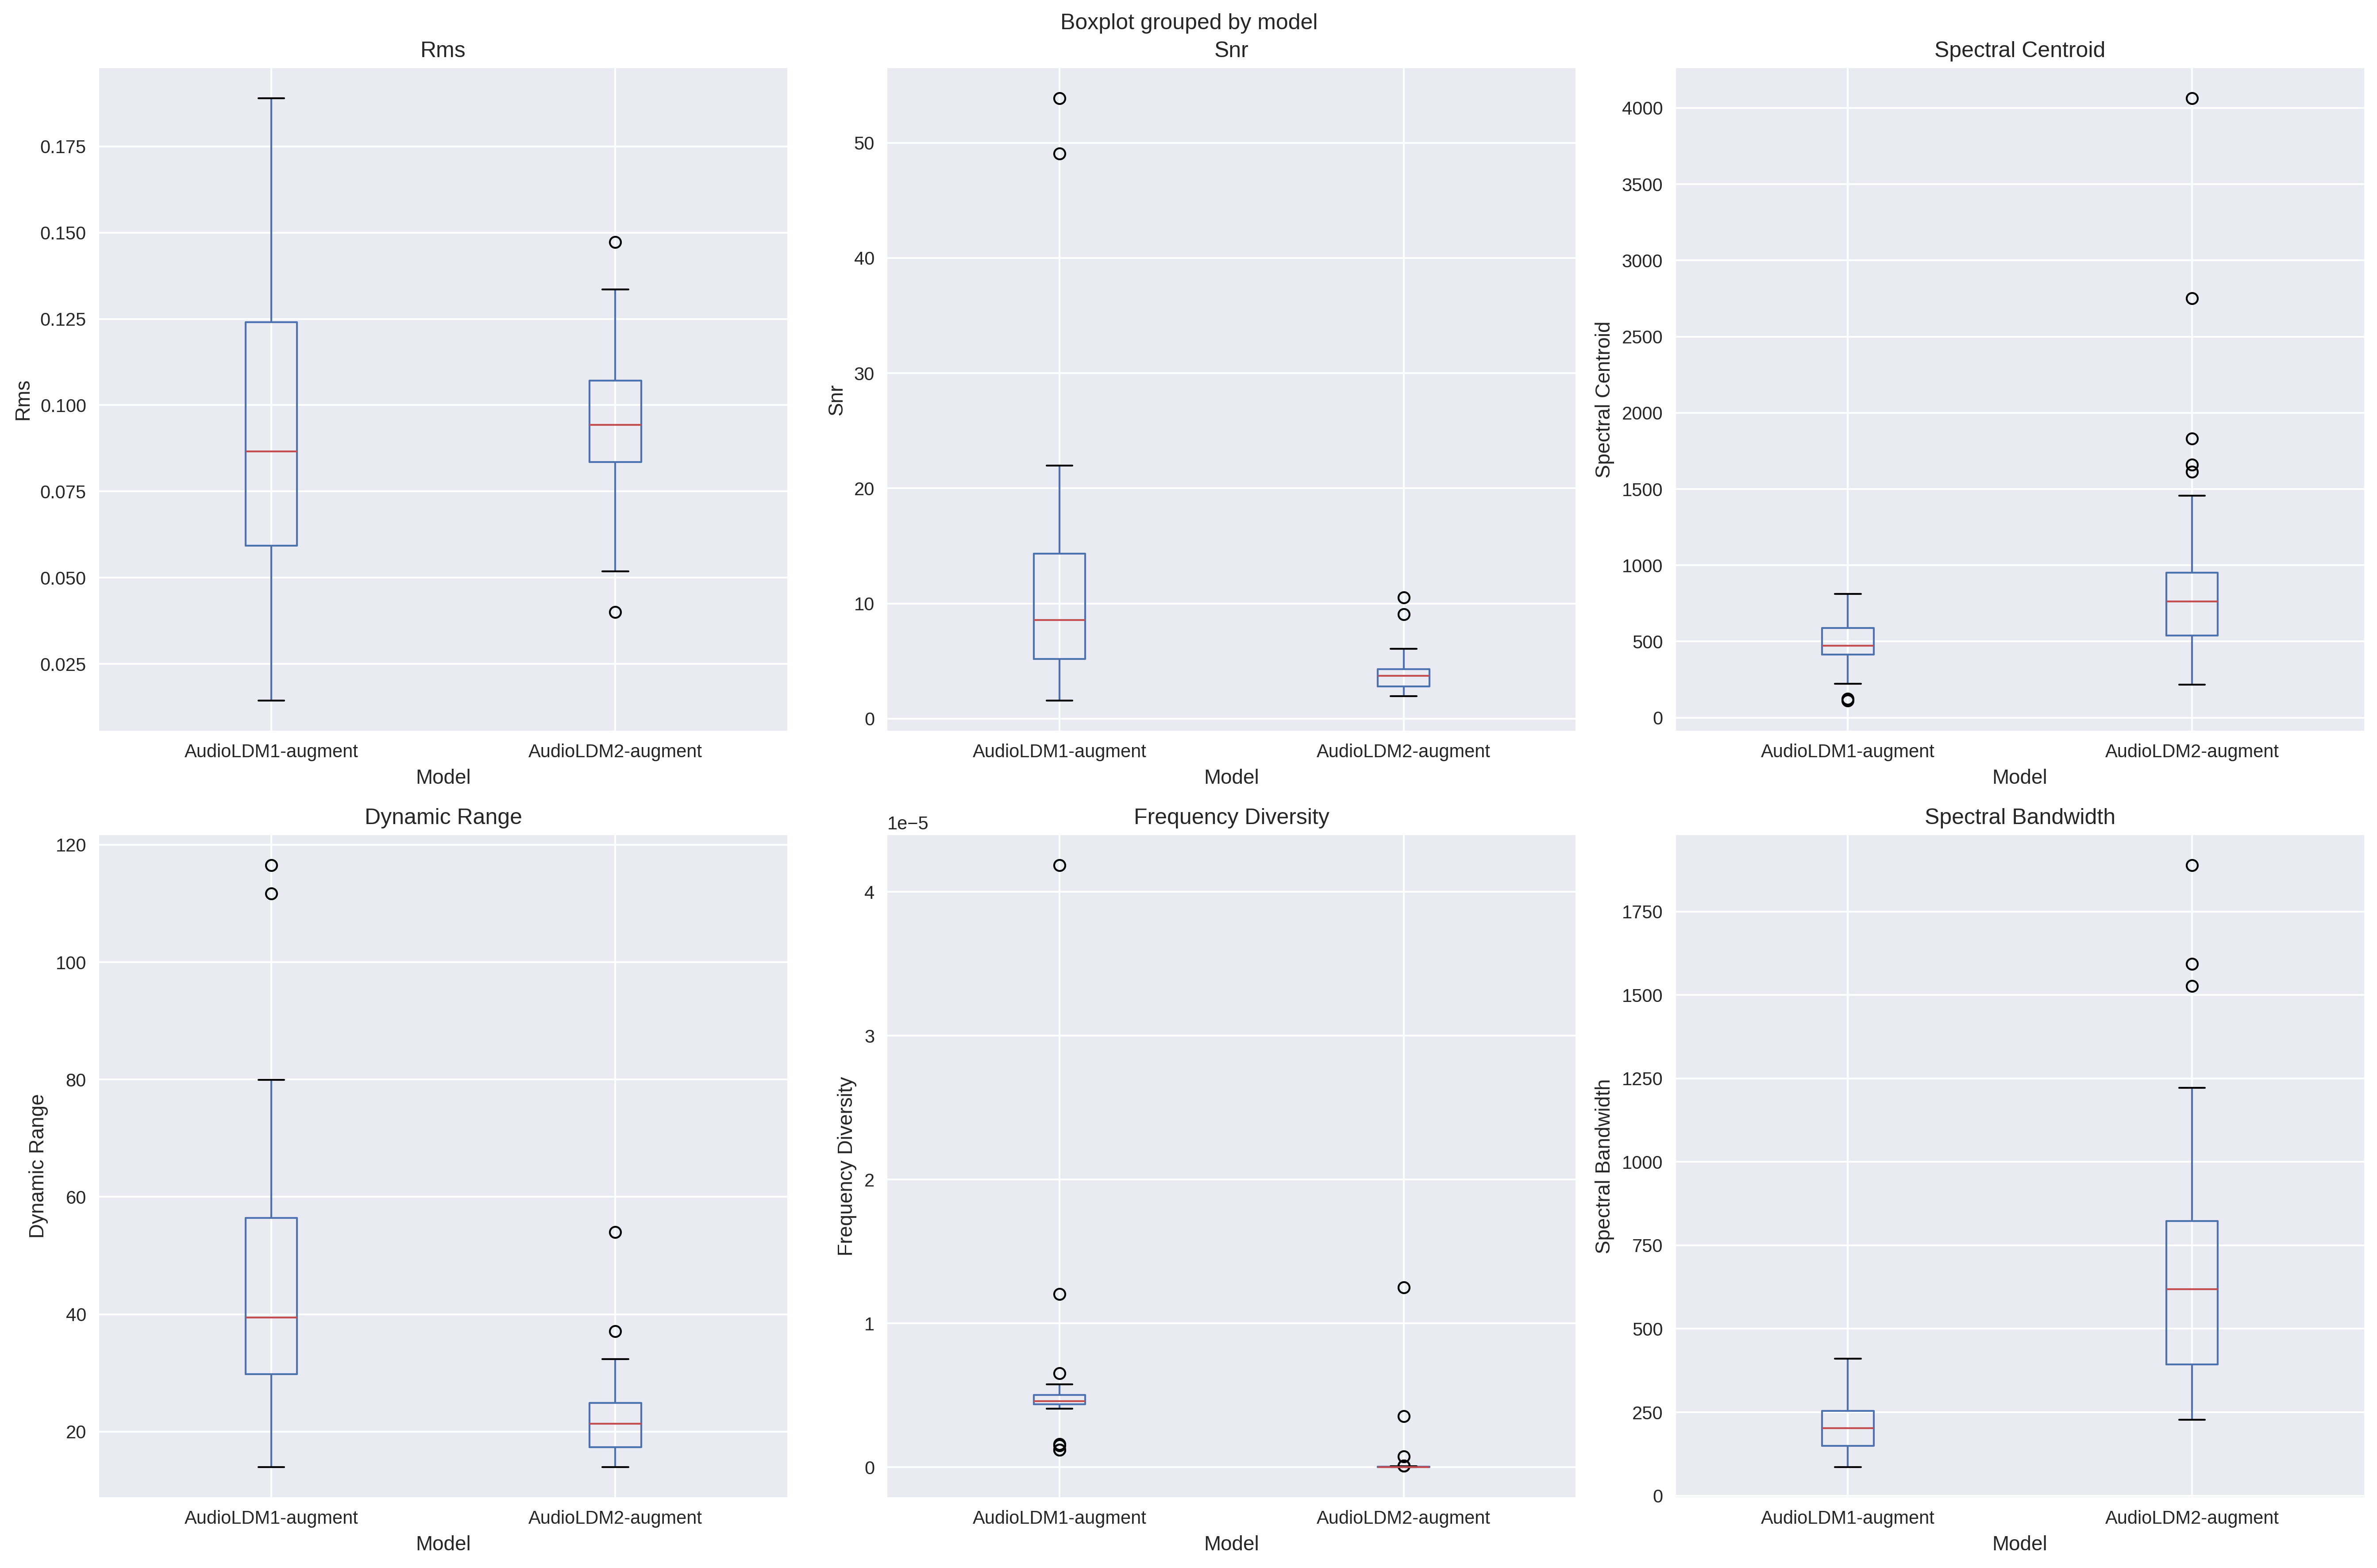 Boxplot grouped by model
Rms
0.175
0.150
0.125
0.100
0.075
0.050
0.025
Rms
AudioLDM1-augment AudioLDM2-augment
Model
Snr
50
40
30
20
10
0
Snr
AudioLDM1-augment AudioLDM2-augment
Model
Spectral Centroid
4000
3500
3000
2500
2000
1500
1000
500
0
Spectral Centroid
AudioLDM1-augment AudioLDM2-augment
Model
Dynamic Range
120
100
80
60
40
20
Dynamic Range
AudioLDM1-augment AudioLDM2-augment
Model
Frequency Diversity
1e−5
4
3
2
1
0
Frequency Diversity
AudioLDM1-augment AudioLDM2-augment
Model
Spectral Bandwidth
1750
1500
1250
1000
750
500
250
0
Spectral Bandwidth
AudioLDM1-augment AudioLDM2-augment
Model